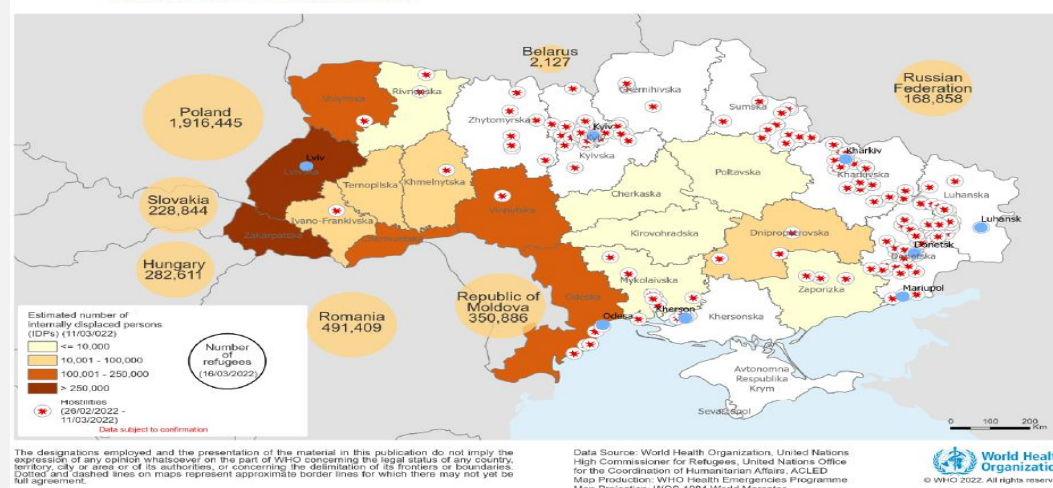 Belarus
2,127
Russian
Federation
168,858
Poland
1,916,445
Slovakia
228,844
Hungary
282,611
Romania
491,409
Republic of
Moldova
350,886
Rivnenska
Zhytomyrska
Chernihivska
Sumska
Kyiv
Kyivska
Lviv
Ternopilska
Khmelnytska
Ivano-Frankivska
Zakarpatska
Vinnytska
Cherkaska
Poltavska
Kirovohradska
Dnipropetrovska
Kharkiv
Kharkivska
Luhanska
Luhansk
Donetsk
Mariupol
Zaporizka
Mykolaivska
Kherson
Khersonska
Odesa
Odeska
Avtonomna
Respublika
Krym
Sevastopol
Estimated number of
internally displaced persons
(IDPs) (11/03/022)
<= 10,000
10,001 - 100,000
100,001 - 250,000
> 250,000
Hostilities
(26/02/2022 -
11/03/2022)
Data subject to confirmation
Number
of
refugees
(16/03/2022)
0 50 100 200
Km
The designations employed and the presentation of the material in this publication do not imply the
expression of any opinion whatsoever on the part of WHO concerning the legal status of any country,
territory, city or area or of its authorities, or concerning the delimitation of its frontiers or boundaries.
Dotted and dashed lines on maps represent approximate border lines for which there may not yet be
full agreement.
Data Source: World Health Organization, United Nations
High Commissioner for Refugees, United Nations Office
for the Coordination of Humanitarian Affairs, ACLED
Map Production: WHO Health Emergencies Programme
World Heal
Organizatio
© WHO 2022. All rights reserv